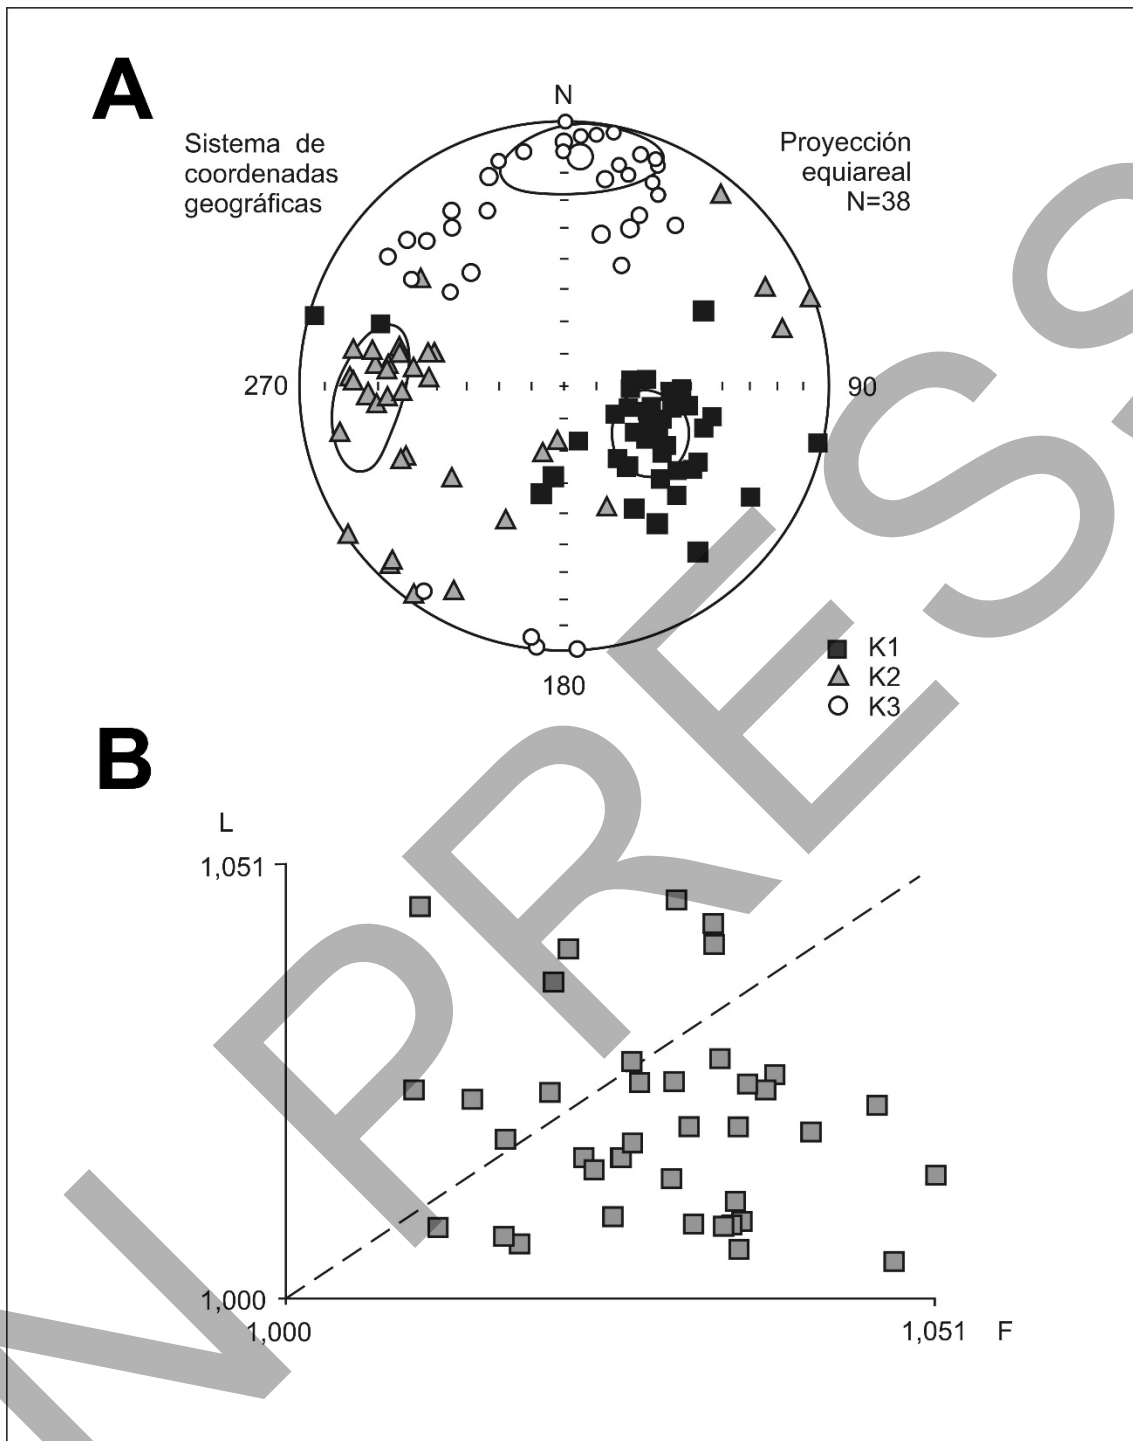 A
N
Sistema de
coordenadas
geográficas
Proyección
equiareal
N=38
270
90
180
K1
K2
K3
B
L
1,051
1,000
1,000
1,051 F
N PRESS